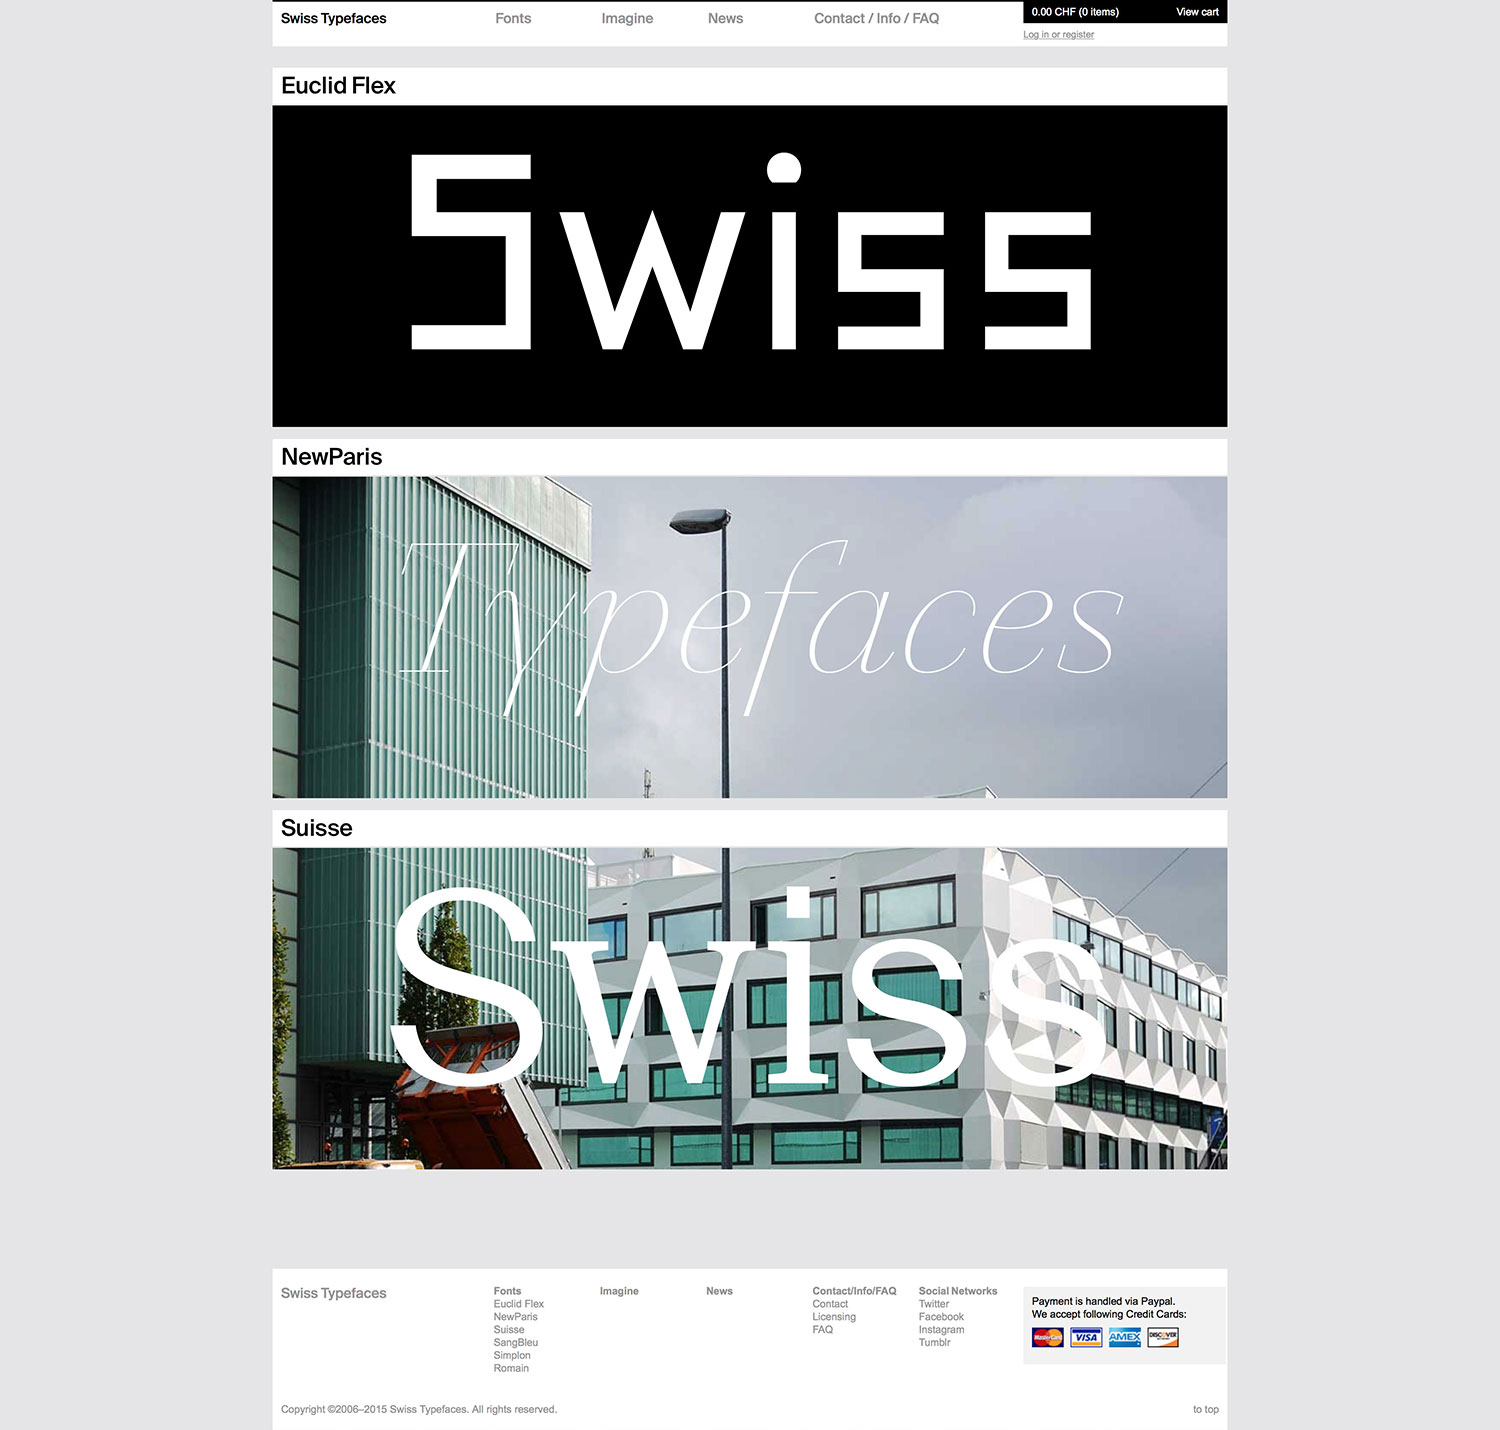 Swiss Typefaces Fonts Imagine News Contact / Info / FAQ 0.00 CHF (0 items) View cart
Log in or register
Euclid Flex
Swiss
NewParis
Typefaces
Suisse
Swiss
Swiss Typefaces
Fonts
Euclid Flex
NewParis
Suisse
SangBleu
Simplon
Romain
Imagine
News
Contact/Info/FAQ
Contact
Licensing
FAQ
Social Networks
Twitter
Facebook
Instagram
Tumblr
Payment is handled via Paypal.
We accept following Credit Cards:
MasterCard VISA AMEX DISCOVER
Copyright ©2006–2015 Swiss Typefaces. All rights reserved.
to top